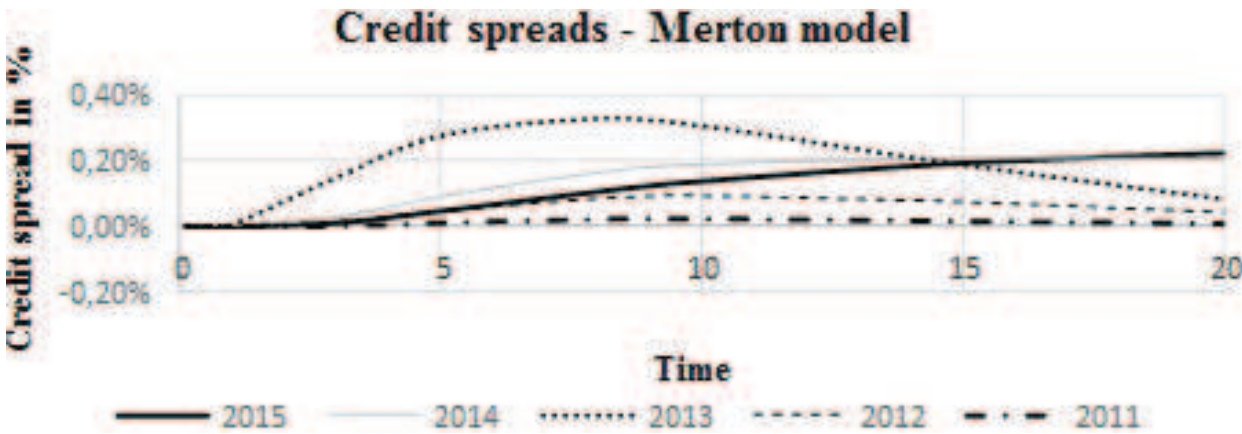 Credit spreads - Merton model
Credit spread in %
0,40%
0,20%
0,00%
-0,20%
0 5 10 15 20
Time
2015 2014 2013 2012 2011